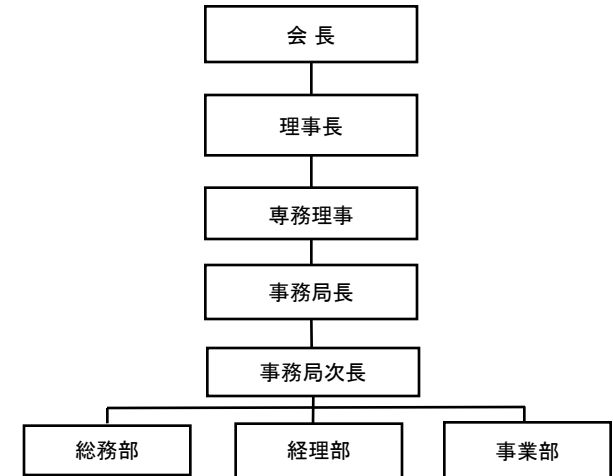 会 長
理事長
専務理事
事務局長
事務局次長
総務部
経理部
事業部